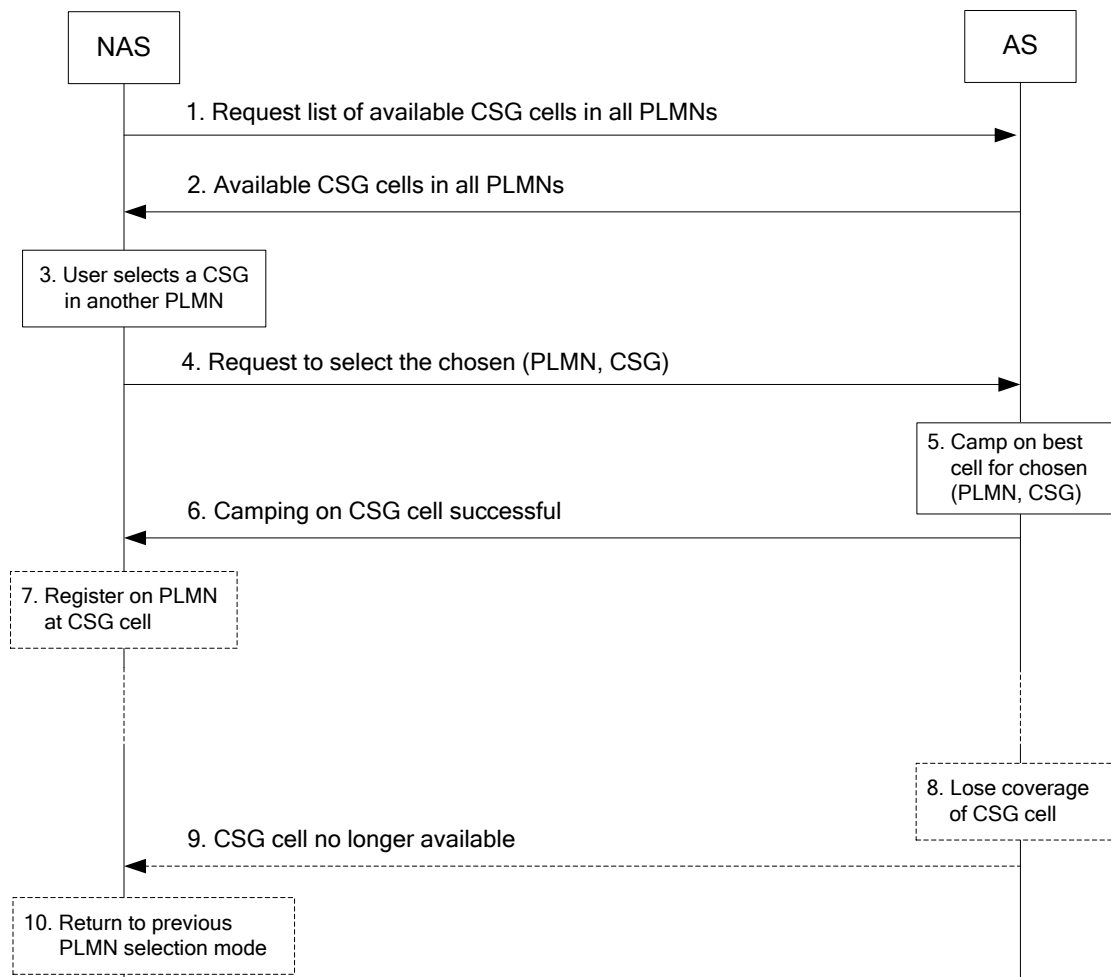 NAS
AS
1. Request list of available CSG cells in all PLMNs
2. Available CSG cells in all PLMNs
3. User selects a CSG
in another PLMN
4. Request to select the chosen (PLMN, CSG)
5. Camp on best
cell for chosen
(PLMN, CSG)
6. Camping on CSG cell successful
7. Register on PLMN
at CSG cell
8. Lose coverage
of CSG cell
9. CSG cell no longer available
10. Return to previous
PLMN selection mode